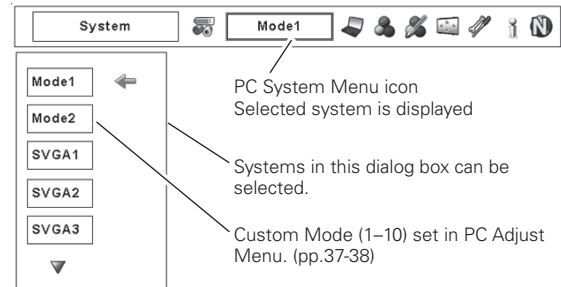 System
Mode1
Mode1
Mode2
SVGA1
SVGA2
SVGA3
PC System Menu icon
Selected system is displayed
Systems in this dialog box can be
selected.
Custom Mode (1–10) set in PC Adjust
Menu. (pp.37-38)